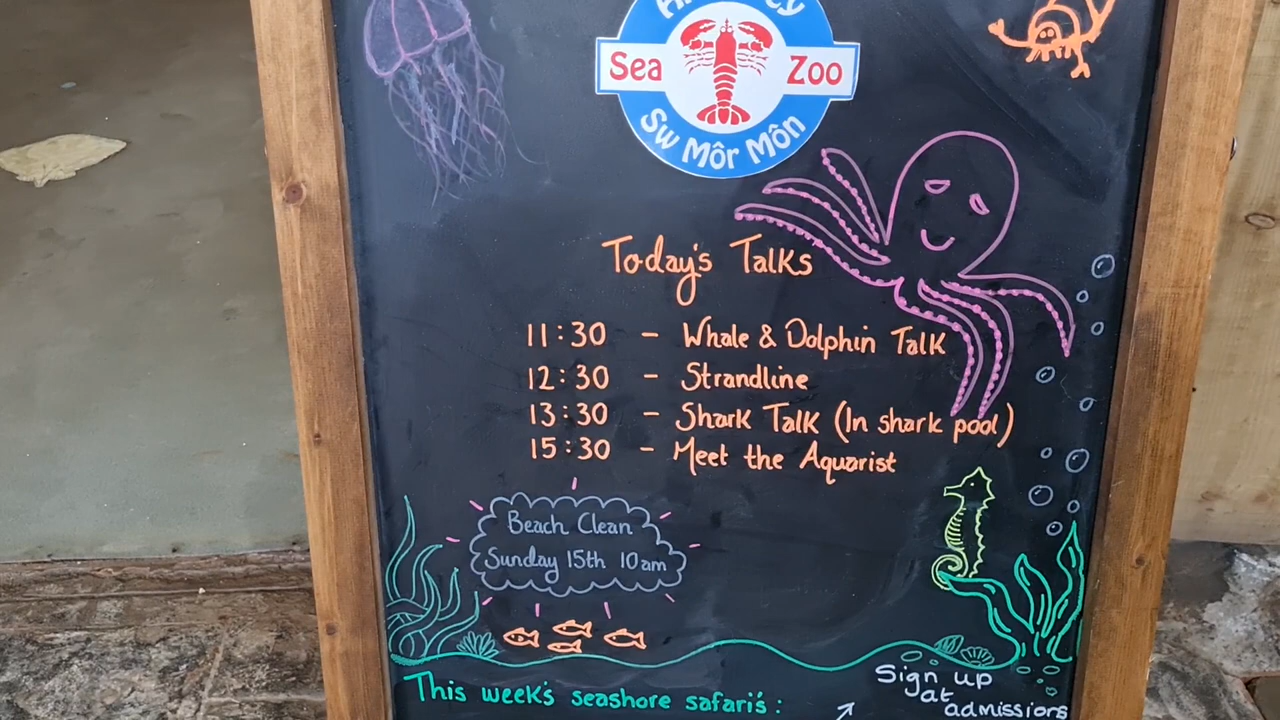 Sea Zoo
Sw Môr Môn
Today's Talks
11:30 - Whale & Dolphin Talk
12:30 - Strandline
13:30 - Shark Talk (In shark pool)
15:30 - Meet the Aquarist
Beach Clean
Sunday 15th 10am
This week's seashore safari's:
Sign up
at
admissions